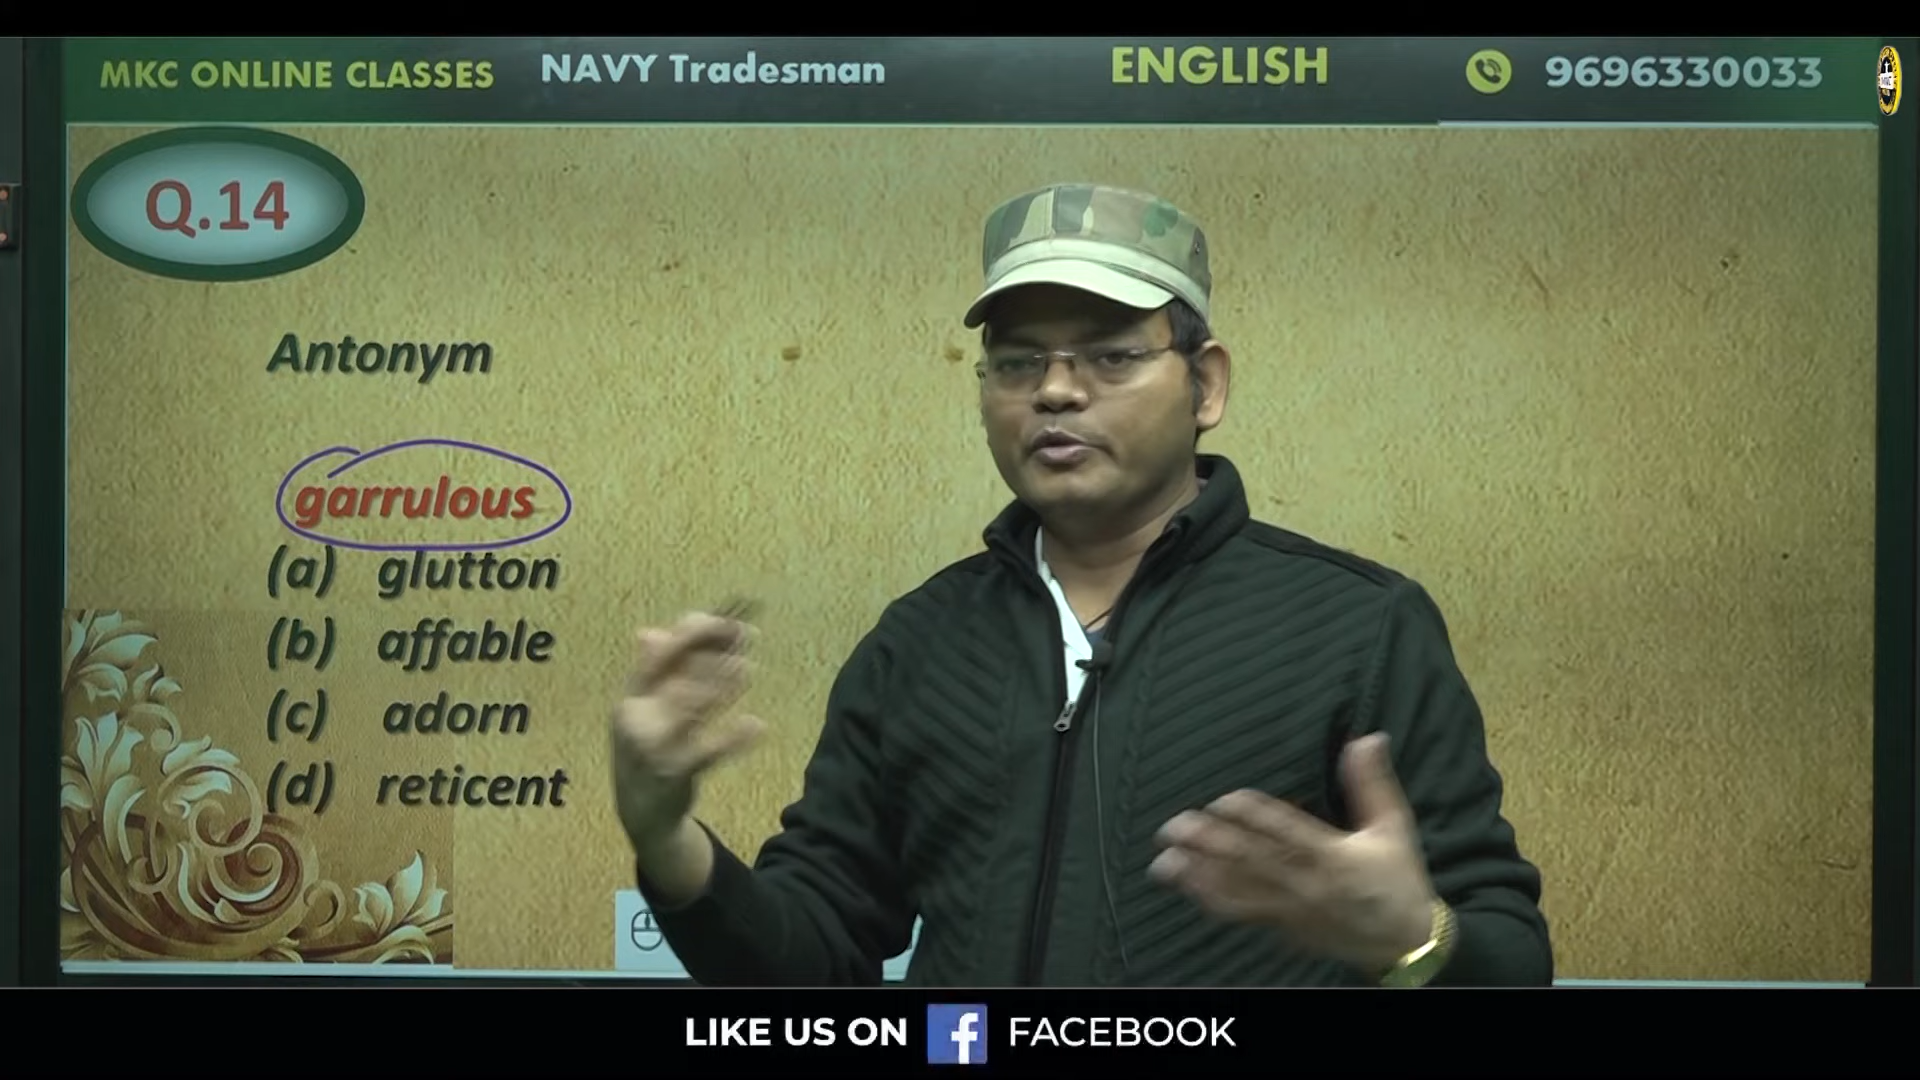 MKC ONLINE CLASSES NAVY Tradesman ENGLISH 9696330033
Q.14
Antonym
garrulous
(a) glutton
(b) affable
(c) adorn
(d) reticent
LIKE US ON f FACEBOOK